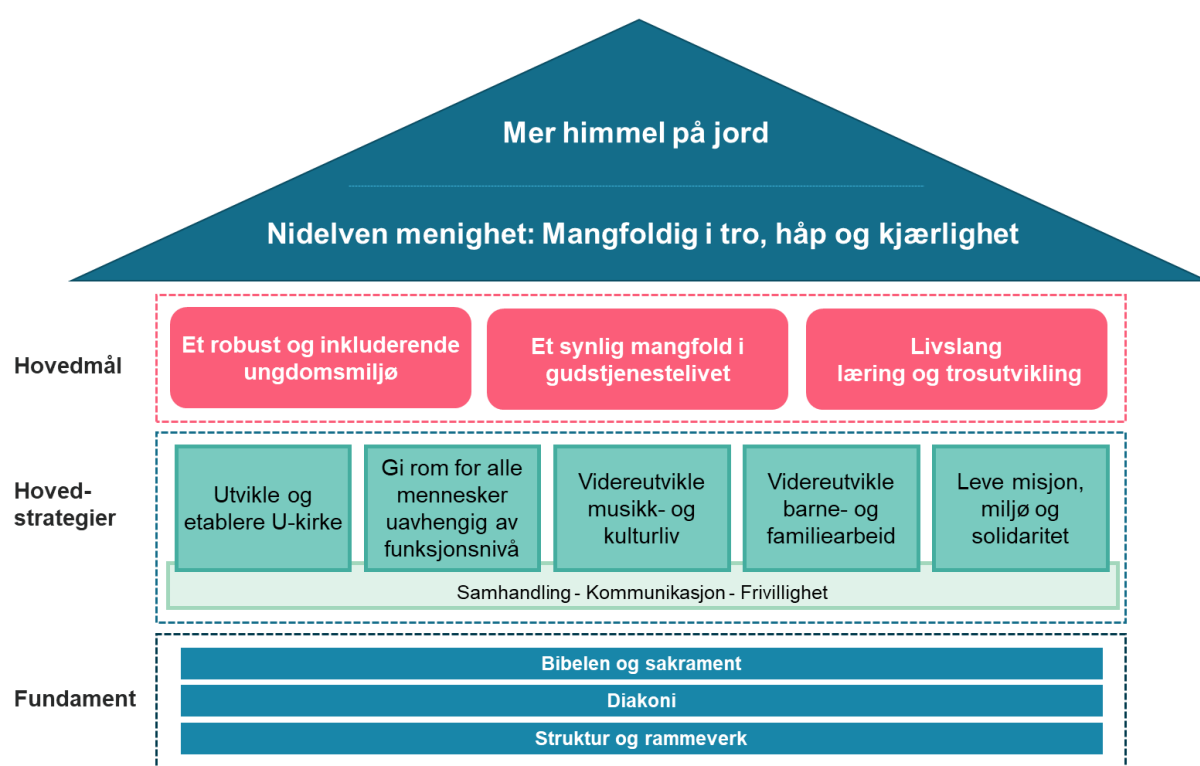 Mer himmel på jord
Nidelven menighet: Mangfoldig i tro, håp og kjærlighet
Hovedmål
Et robust og inkluderende
ungdomsmiljø
Et synlig mangfold i
gudstjenestelivet
Livslang
læring og trosutvikling
Hoved-
strategier
Utvikle og
etablere U-kirke
Gi rom for alle
mennesker
uavhengig av
funksjonsnivå
Videreutvikle
musikk- og
kulturliv
Videreutvikle
barne- og
familiearbeid
Leve misjon,
miljø og
solidaritet
Samhandling - Kommunikasjon - Frivillighet
Fundament
Bibelen og sakrament
Diakoni
Struktur og rammeverk